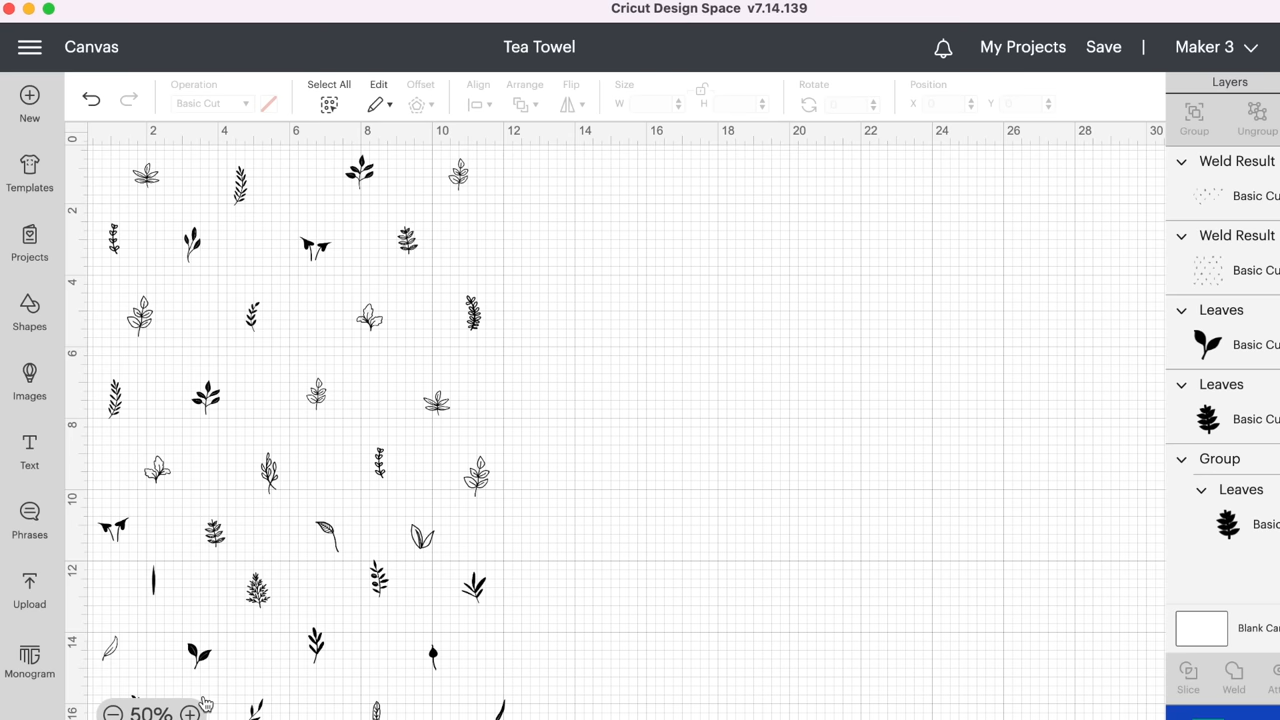 Cricut Design Space v7.14.139
Canvas
Tea Towel
My Projects Save | Maker 3
New
Templates
Projects
Shapes
Images
Text
Phrases
Upload
Monogram
Operation
Basic Cut
Select All
Edit
Offset
Align
Arrange
Flip
Size
W
H
Rotate
0
Position
X 0
Y 0
2 4 6 8 10 12 14 16 18 20 22 24 26 28 30
0
2
4
6
8
10
12
14
16
50%
Layers
Group
Ungroup
Weld Result
Basic Cu
Weld Result
Basic Cu
Leaves
Basic Cu
Leaves
Basic Cu
Group
Leaves
Basic
Blank Can
Slice
Weld
Att